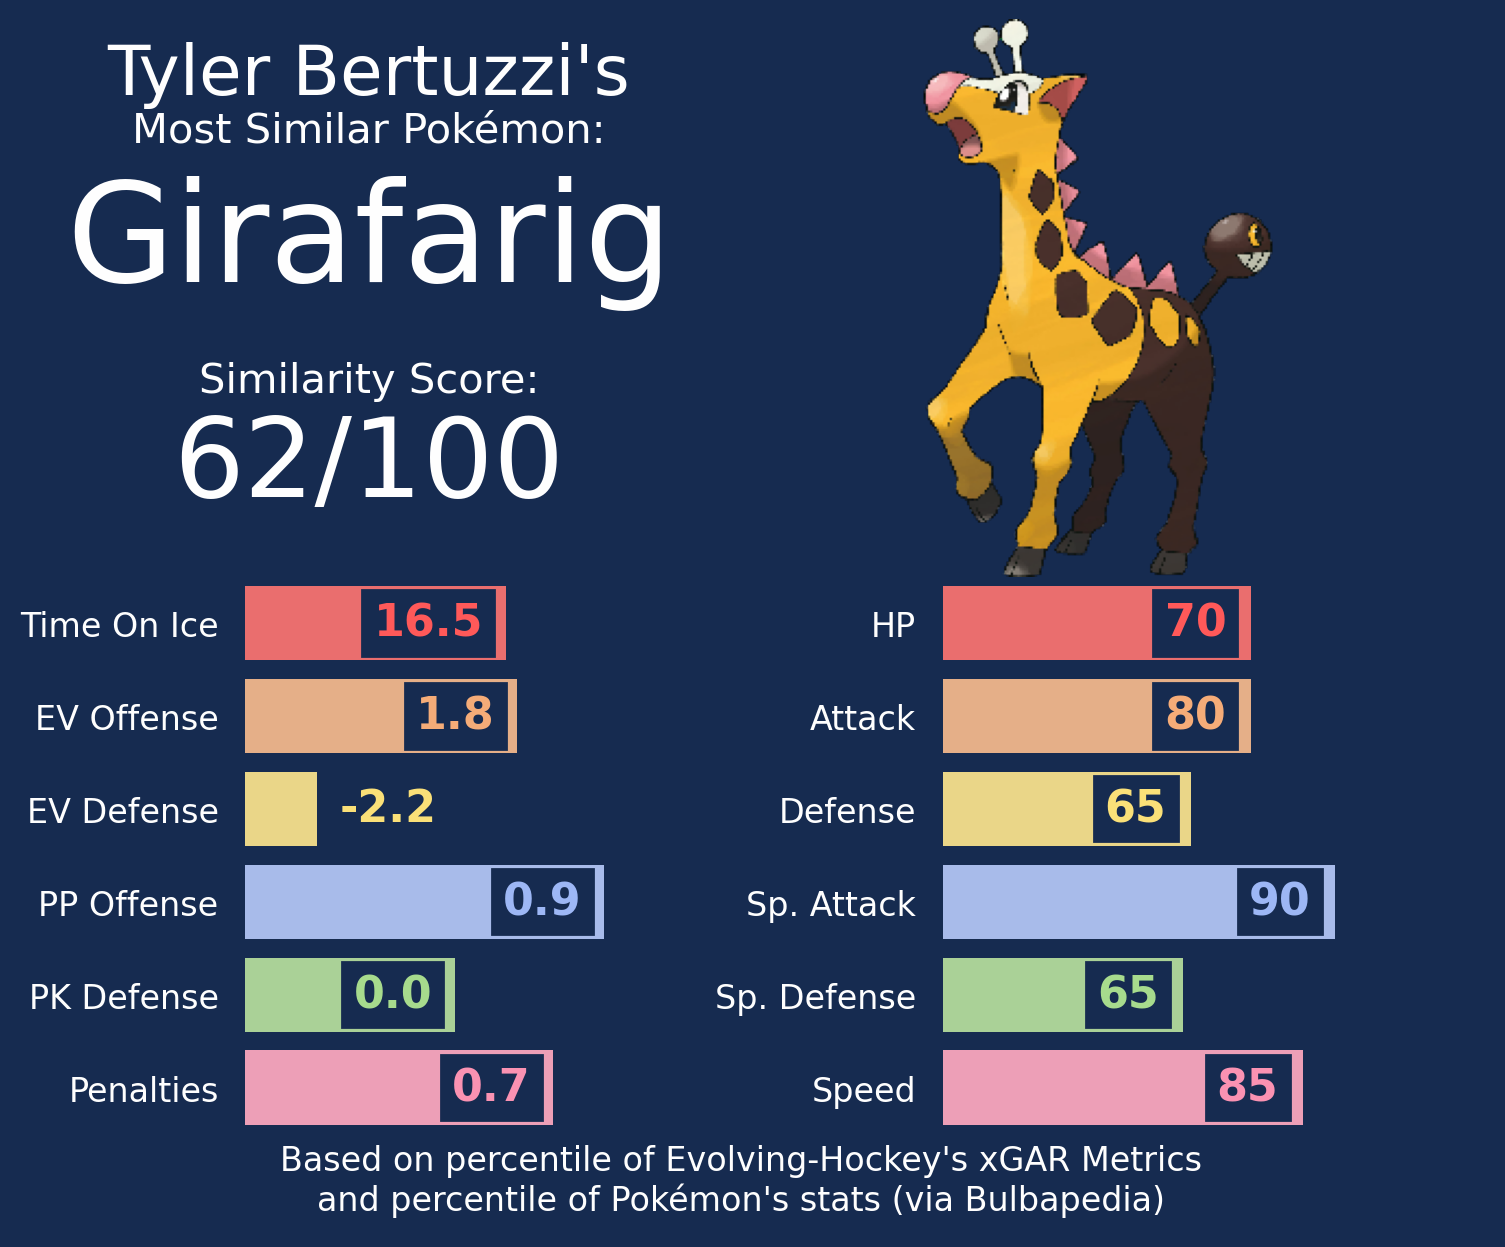 Tyler Bertuzzi's
Most Similar Pokémon:
Girafarig
Similarity Score:
62/100
Time On Ice 16.5
EV Offense 1.8
EV Defense -2.2
PP Offense 0.9
PK Defense 0.0
Penalties 0.7
HP 70
Attack 80
Defense 65
Sp. Attack 90
Sp. Defense 65
Speed 85
Based on percentile of Evolving-Hockey's xGAR Metrics
and percentile of Pokémon's stats (via Bulbapedia)